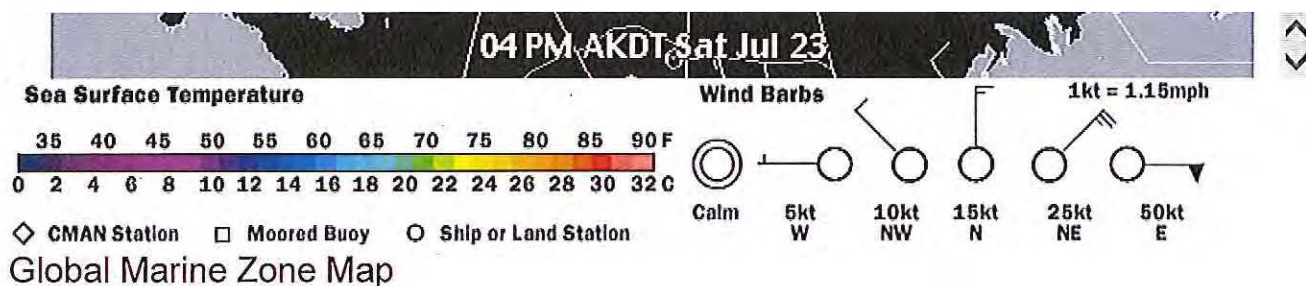 04 PM AKDT Sat Jul 23
Sea Surface Temperature
35 40 45 50 55 60 65 70 75 80 85 90 F
0 2 4 6 8 10 12 14 16 18 20 22 24 26 28 30 32 C
CMAN Station Moored Buoy Ship or Land Station
Wind Barbs 1kt = 1.15mph
Calm 5kt 10kt 15kt 25kt 50kt
W NW N NE E
Global Marine Zone Map